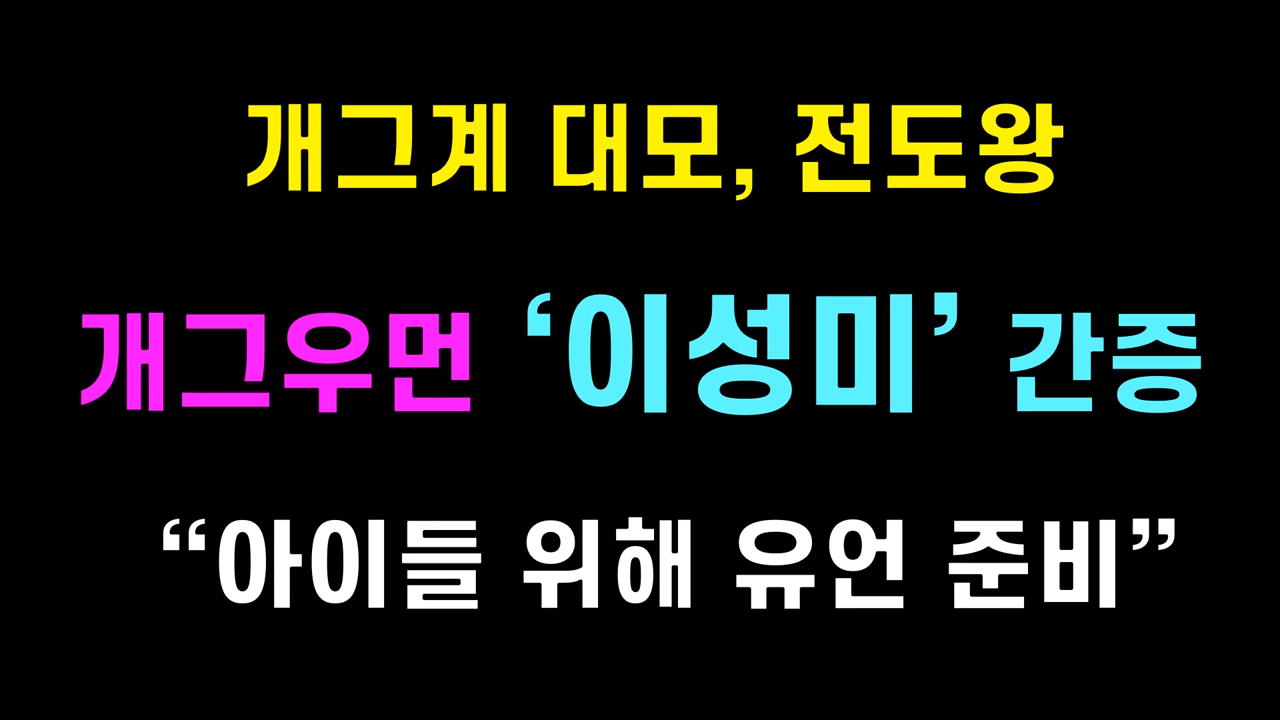 개그계 대모, 전도왕
개그우먼 ‘이성미’ 간증
“아이들 위해 유언 준비”